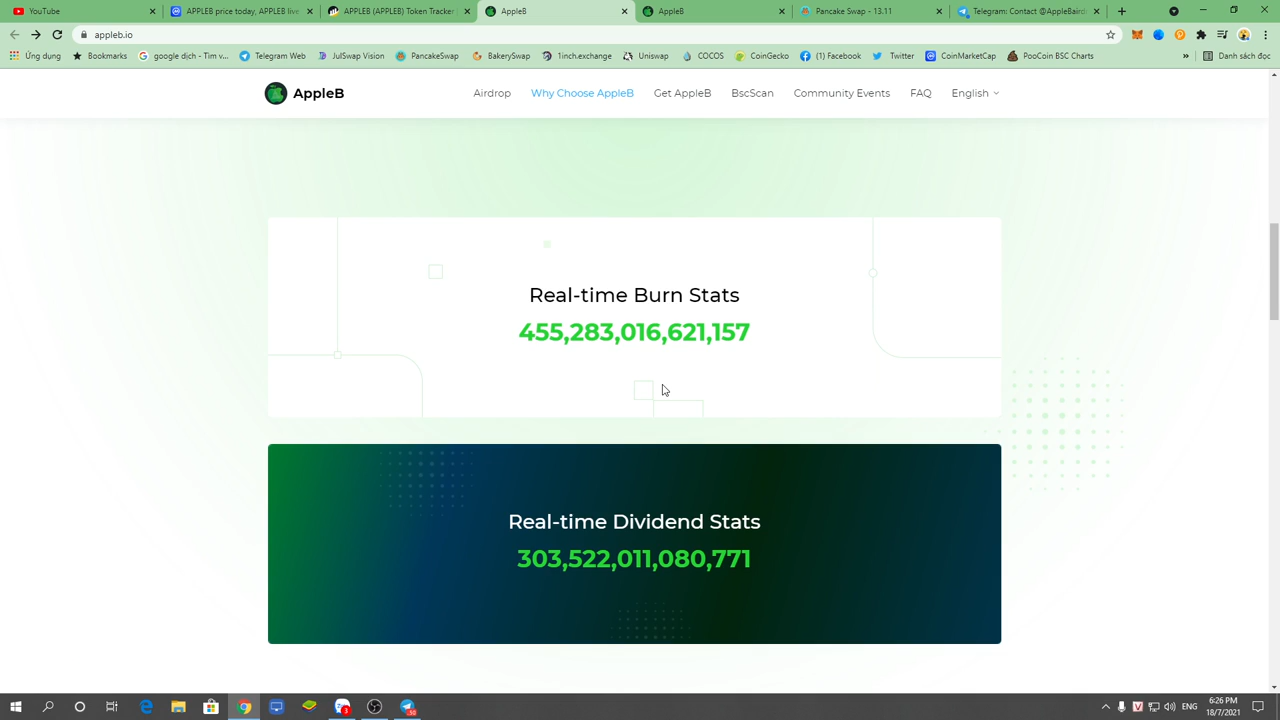 YouTube
APPLEB price today, APPLEB live
APPLEB (APPLEB) Token Tracker
AppleB
AppleB
Pancake Swap - 13.11
Telegram: Contact @AppleBaird
appleb.io
Ứng dụng
Bookmarks
google dịch - Tìm v...
Telegram Web
JulSwap Vision
PancakeSwap
BakerySwap
1inch.exchange
Uniswap
COCOS
CoinGecko
(1) Facebook
Twitter
CoinMarketCap
PooCoin BSC Charts
»
Danh sách đọc
AppleB
Airdrop
Why Choose AppleB
Get AppleB
BscScan
Community Events
FAQ
English
Real-time Burn Stats
455,283,016,621,157
Real-time Dividend Stats
303,522,011,080,771
ENG
6:26 PM
18/7/2021